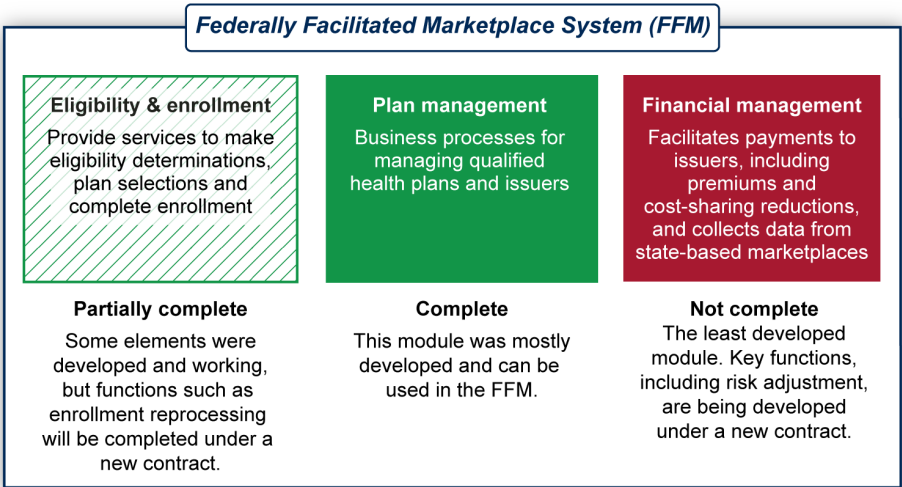 Federally Facilitated Marketplace System (FFM)
Eligibility & enrollment
Provide services to make
eligibility determinations,
plan selections and
complete enrollment
Partially complete
Some elements were
developed and working,
but functions such as
enrollment reprocessing
will be completed under a
new contract.
Plan management
Business processes for
managing qualified
health plans and issuers
Complete
This module was mostly
developed and can be
used in the FFM.
Financial management
Facilitates payments to
issuers, including
premiums and
cost-sharing reductions,
and collects data from
state-based marketplaces
Not complete
The least developed
module. Key functions,
including risk adjustment,
are being developed
under a new contract.